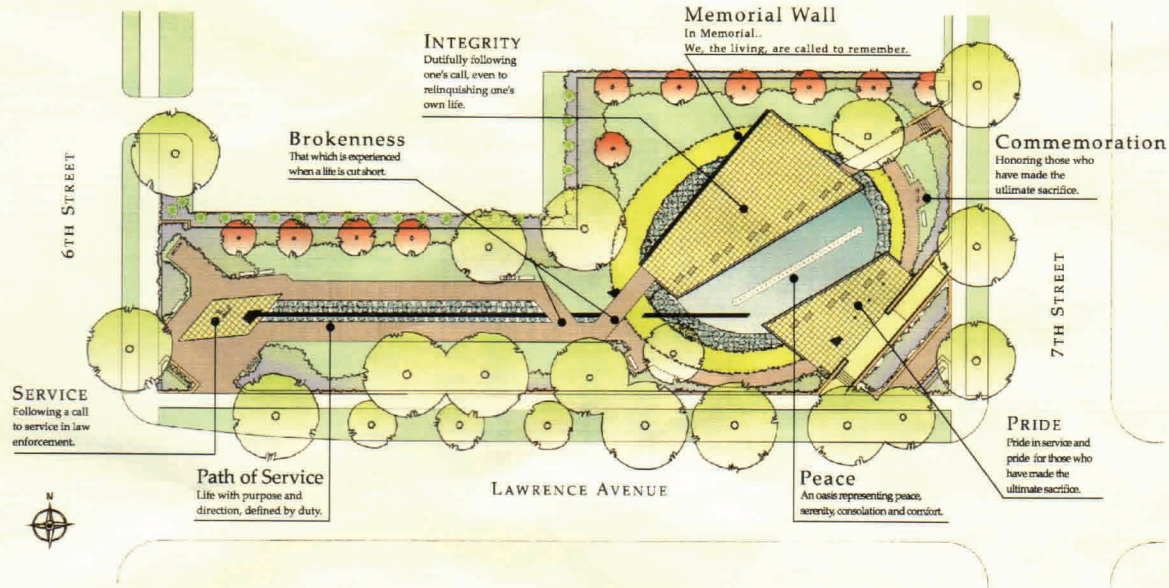 Memorial Wall
In Memorial..
We, the living, are called to remember.
INTEGRITY
Dutifully following
one's call, even to
relinquishing one's
own life.
Brokenness
That which is experienced
when a life is cut short.
Commemoration
Honoring those who
have made the
utlimate sacrifice.
6TH STREET
7TH STREET
SERVICE
Following a call
to service in law
enforcement.
Path of Service
Life with purpose and
direction, defined by duty.
LAWRENCE AVENUE
Peace
An oasis representing peace,
serenity, consolation and comfort.
PRIDE
Pride in service and
pride for those who
have made the
ultimate sacrifice.
N